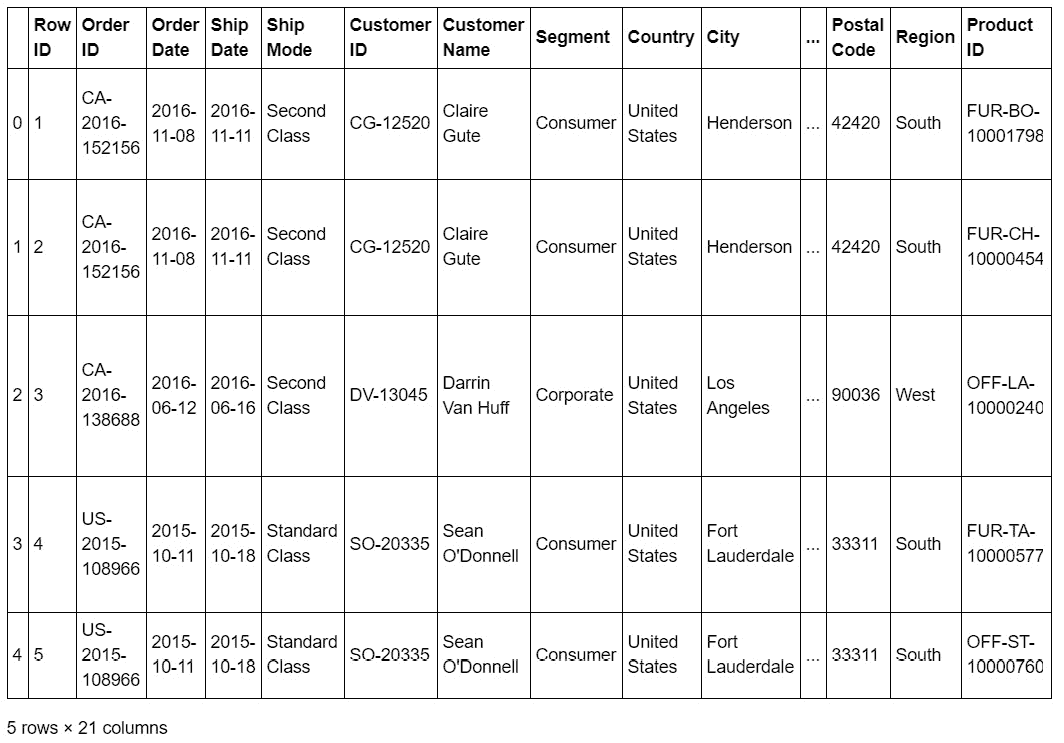 Row ID Order ID Order Date Ship Date Ship Mode Customer ID Customer Name Segment Country City ... Postal Code Region Product ID
0 1 CA-2016-152156 2016-11-08 2016-11-11 Second Class CG-12520 Claire Gute Consumer United States Henderson ... 42420 South FUR-BO-10001798
1 2 CA-2016-152156 2016-11-08 2016-11-11 Second Class CG-12520 Claire Gute Consumer United States Henderson ... 42420 South FUR-CH-10000454
2 3 CA-2016-138688 2016-06-12 2016-06-16 Second Class DV-13045 Darrin Van Huff Corporate United States Los Angeles ... 90036 West OFF-LA-10000240
3 4 US-2015-108966 2015-10-11 2015-10-18 Standard Class SO-20335 Sean O'Donnell Consumer United States Fort Lauderdale ... 33311 South FUR-TA-10000577
4 5 US-2015-108966 2015-10-11 2015-10-18 Standard Class SO-20335 Sean O'Donnell Consumer United States Fort Lauderdale ... 33311 South OFF-ST-10000760
5 rows × 21 columns